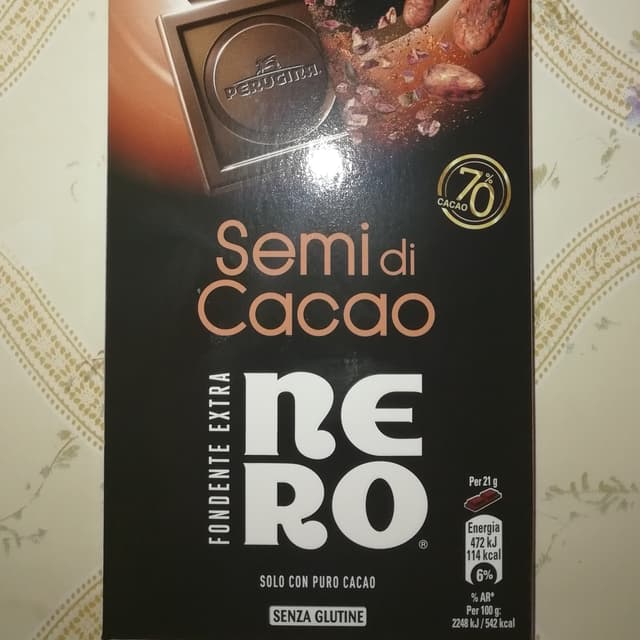 PERUGINA
70%
CACAO
Semi di
Cacao
FONDENTE EXTRA
NERO®
SOLO CON PURO CACAO
SENZA GLUTINE
Per 21 g
Energia
472 kJ
114 kcal
6%
% AR*
Per 100 g:
2248 kJ / 542 kcal